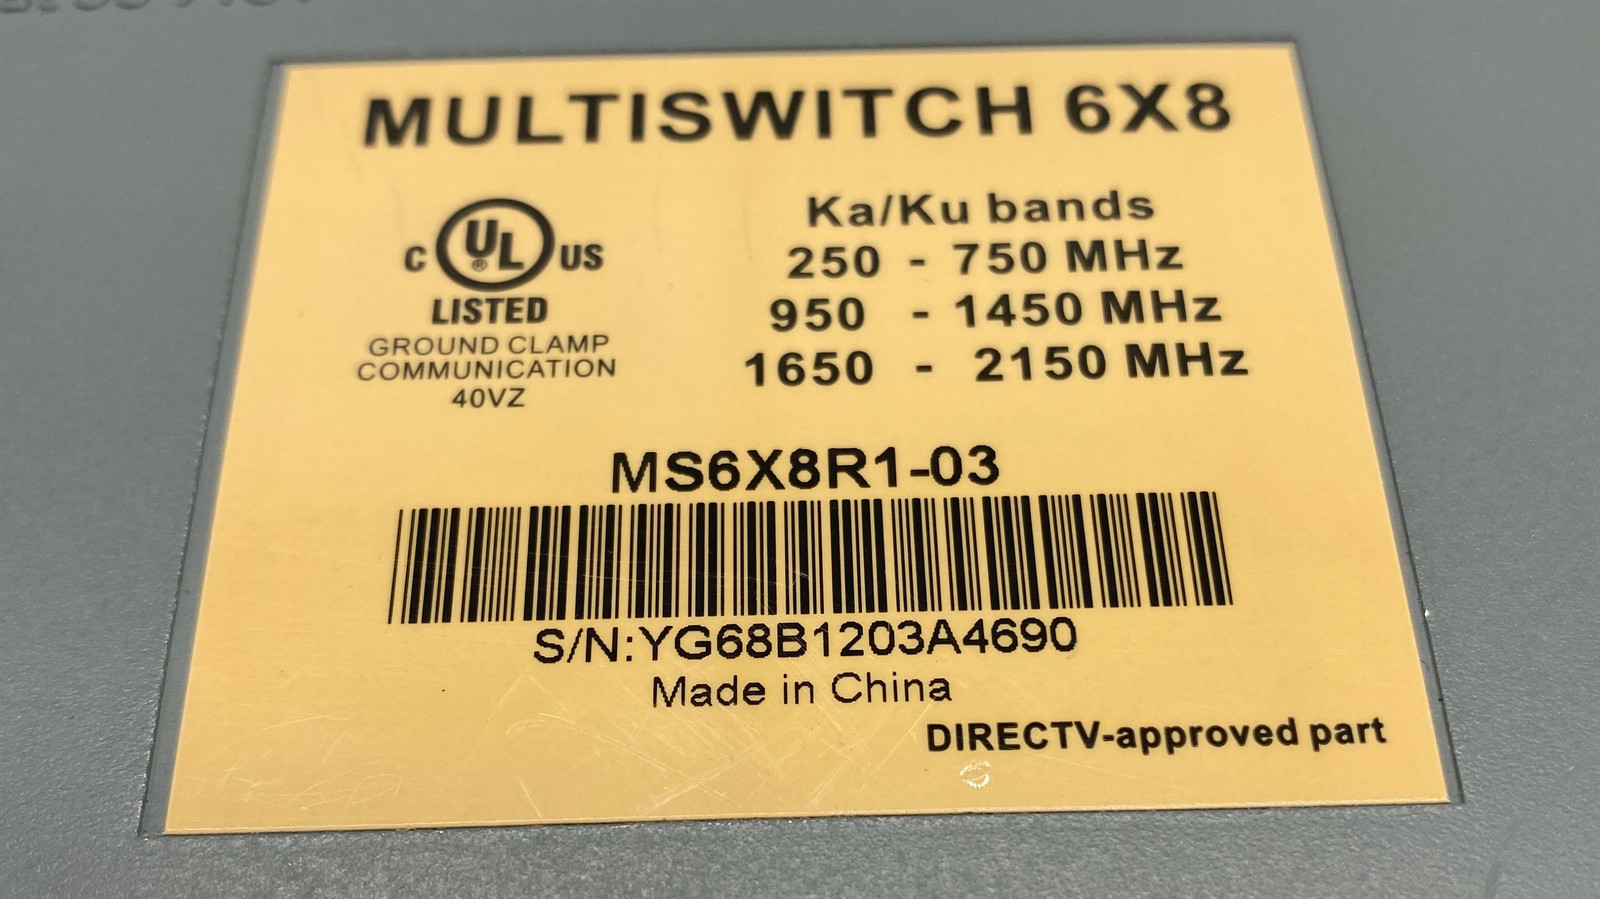 MULTISWITCH 6X8
Ka/Ku bands
250 - 750 MHz
950 - 1450 MHz
1650 - 2150 MHz
C UL® US
LISTED
GROUND CLAMP
COMMUNICATION
40VZ
MS6X8R1-03
S/N:YG68B1203A4690
Made in China
DIRECTV-approved part